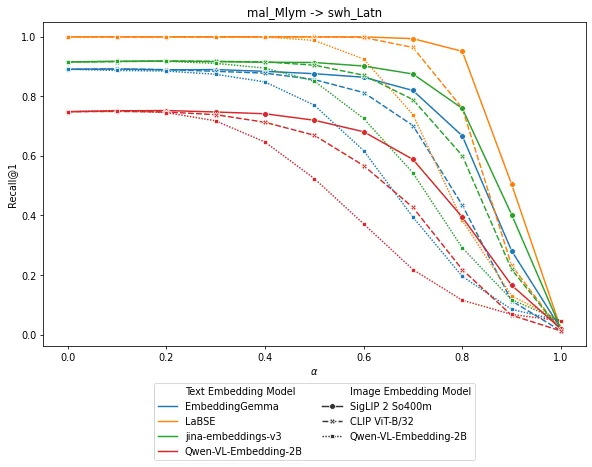 mal_Mlym -> swh_Latn
Recall@1
1.0
0.8
0.6
0.4
0.2
0.0
0.0 0.2 0.4 0.6 0.8 1.0
α
Text Embedding Model
EmbeddingGemma
LaBSE
jina-embeddings-v3
Qwen-VL-Embedding-2B
Image Embedding Model
SigLIP 2 So400m
CLIP ViT-B/32
Qwen-VL-Embedding-2B